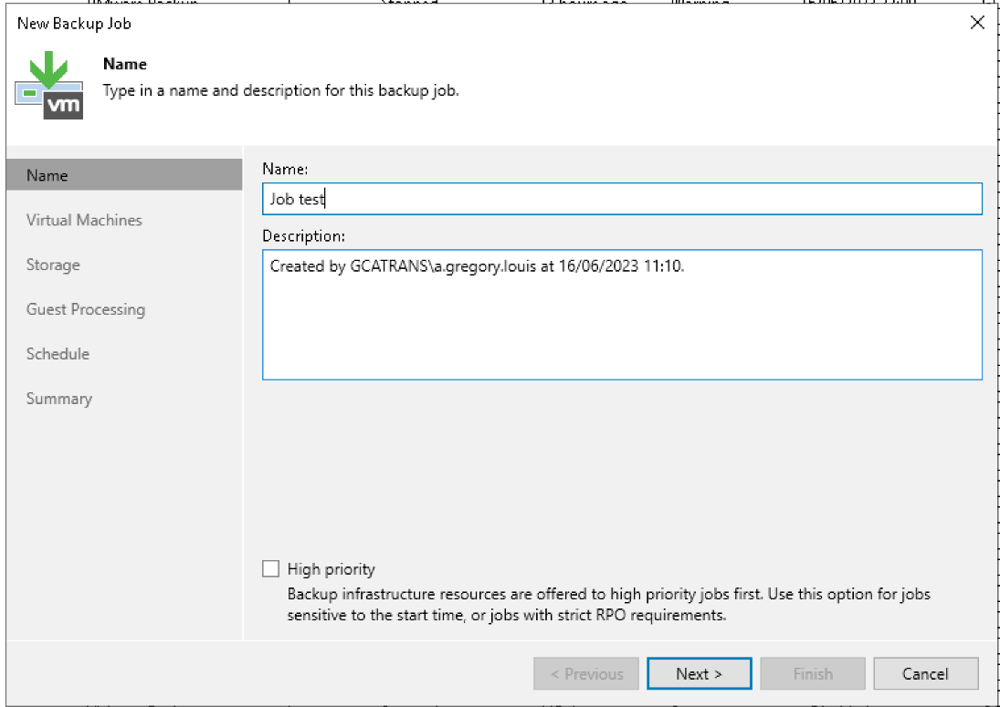 New Backup Job
vm
Name
Type in a name and description for this backup job.
Name
Virtual Machines
Storage
Guest Processing
Schedule
Summary
Name:
Job test
Description:
Created by GCATRANS\a.gregory.louis at 16/06/2023 11:10.
High priority
Backup infrastructure resources are offered to high priority jobs first. Use this option for jobs
sensitive to the start time, or jobs with strict RPO requirements.
< Previous
Next >
Finish
Cancel